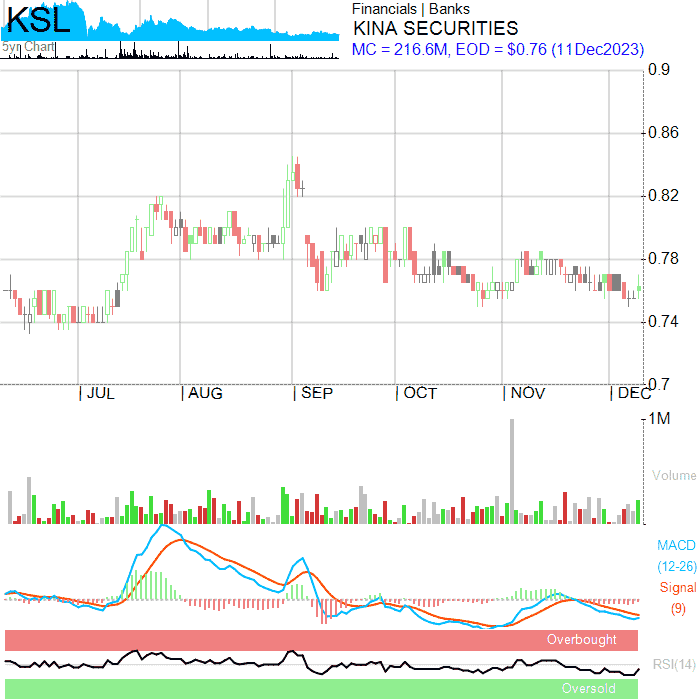 KSL
5yr Chart
Financials | Banks
KINA SECURITIES
MC = 216.6M, EOD = $0.76 (11Dec2023)
0.9
0.86
0.82
0.78
0.74
0.7
| JUL | AUG | SEP | OCT | NOV | DEC
1M
Volume
MACD
(12-26)
Signal
(9)
Overbought
RSI(14)
Oversold